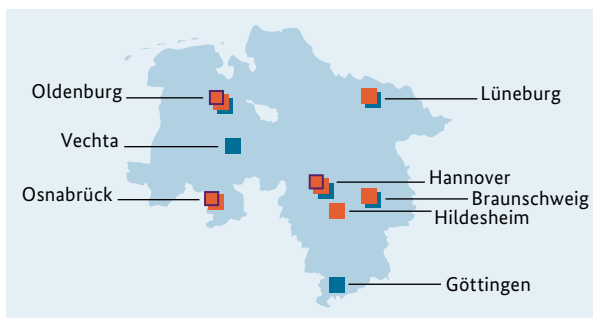 Oldenburg
Lüneburg
Vechta
Hannover
Osnabrück
Braunschweig
Hildesheim
Göttingen